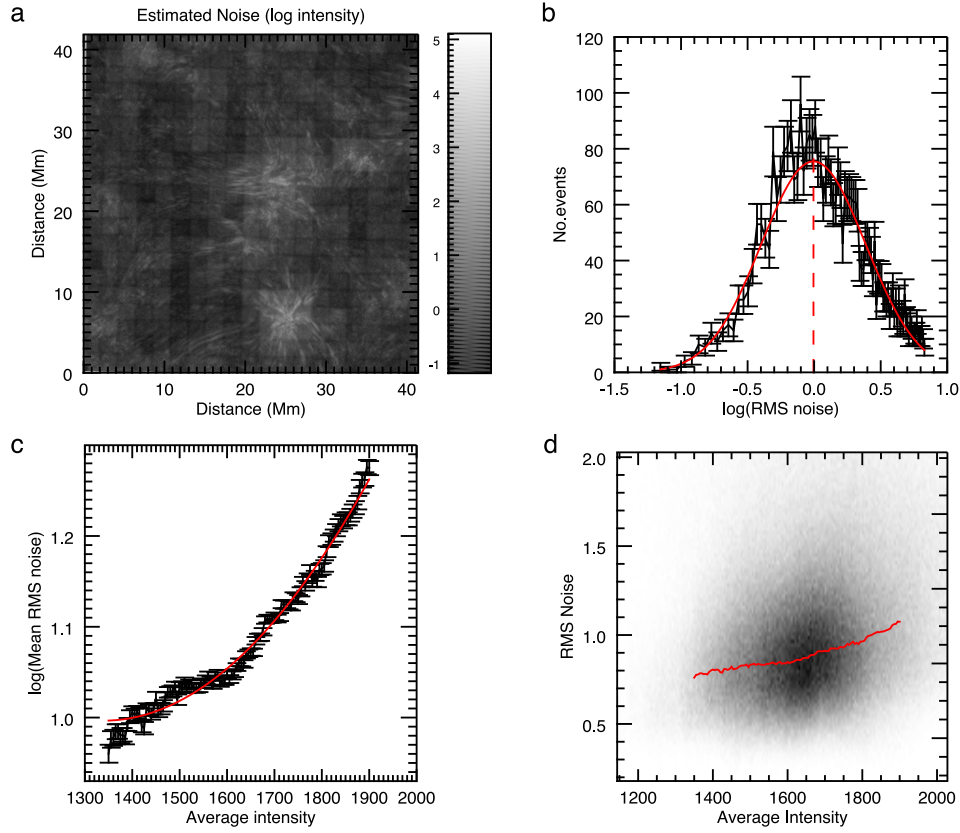 a
Estimated Noise (log intensity)
40
30
20
10
0
Distance (Mm)
0 10 20 30 40
Distance (Mm)
5
4
3
2
1
0
-1
b
120
100
80
60
40
20
0
No.events
-1.5 -1.0 -0.5 0.0 0.5 1.0
log(RMS noise)
c
1.2
1.1
1.0
log(Mean RMS noise)
1300 1400 1500 1600 1700 1800 1900 2000
Average intensity
d
2.0
1.5
1.0
0.5
RMS Noise
1200 1400 1600 1800 2000
Average Intensity